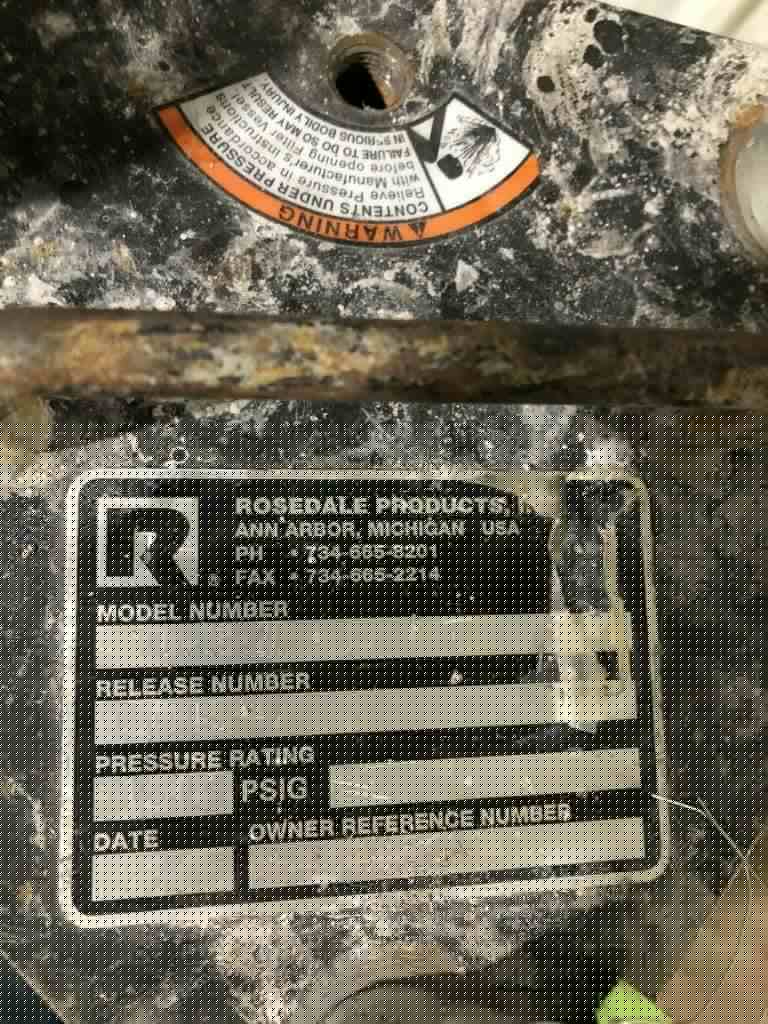 ⚠ WARNING
CONTENTS UNDER PRESSURE
Relieve Pressure in accordance
with Manufacturer's instructions
before opening Filter Vessel.
FAILURE TO DO SO MAY RESULT
IN SERIOUS BODILY INJURY
R ®
ROSEDALE PRODUCTS,
ANN ARBOR, MICHIGAN USA
PH • 734-665-8201
FAX • 734-665-2214
MODEL NUMBER
RELEASE NUMBER
PRESSURE RATING
PSIG
DATE OWNER REFERENCE NUMBER